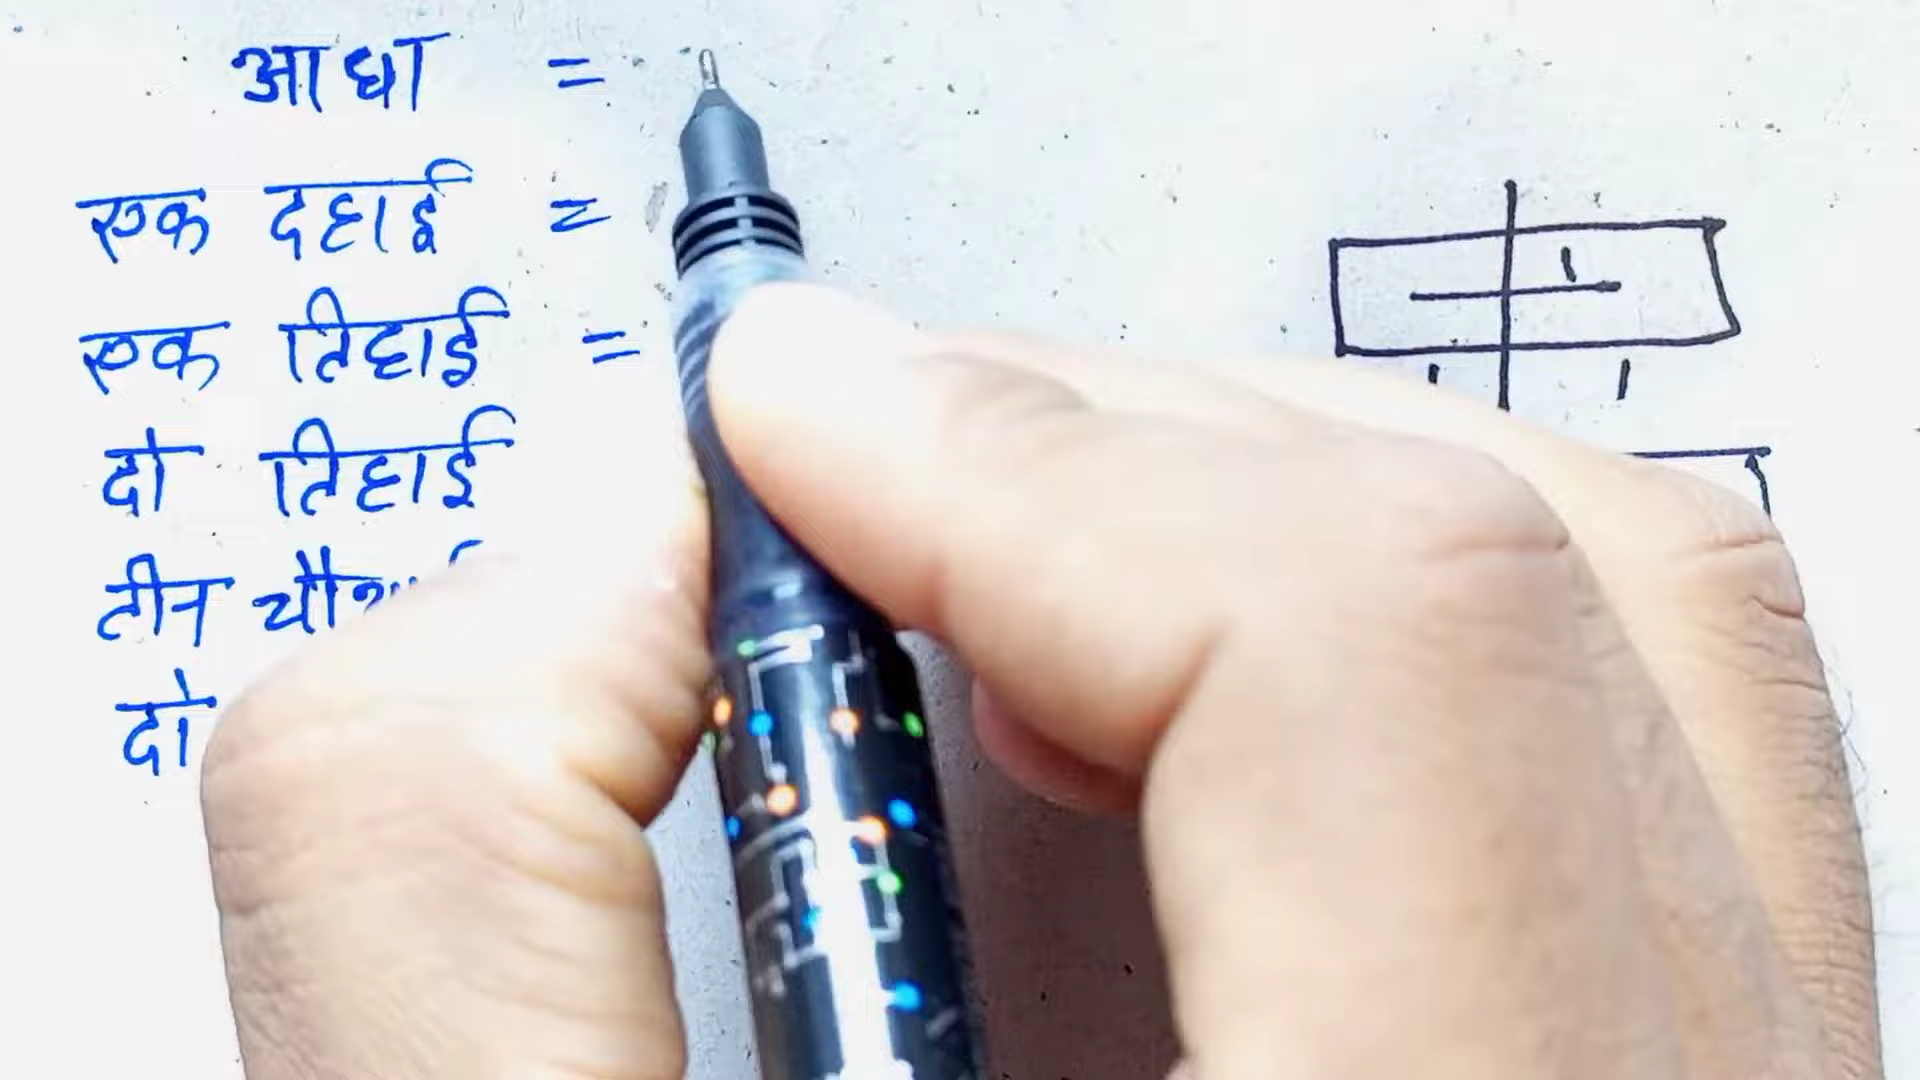 आधा =
एक दहाई =
एक तिहाई =
दो तिहाई
तीन
दो